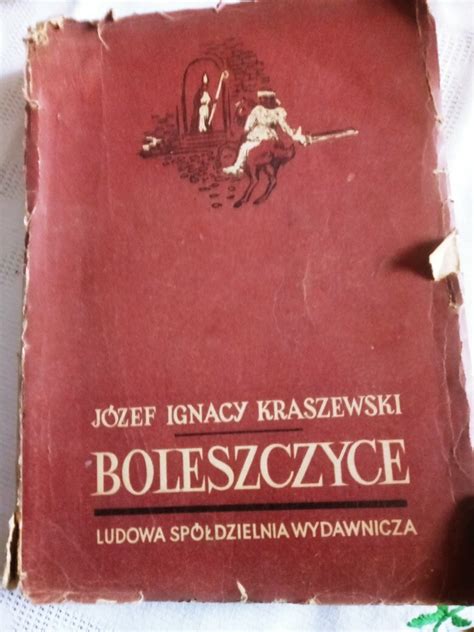 JÓZEF IGNACY KRASZEWSKI
BOLESZCZYCE
LUDOWA SPÓŁDZIELNIA WYDAWNICZA